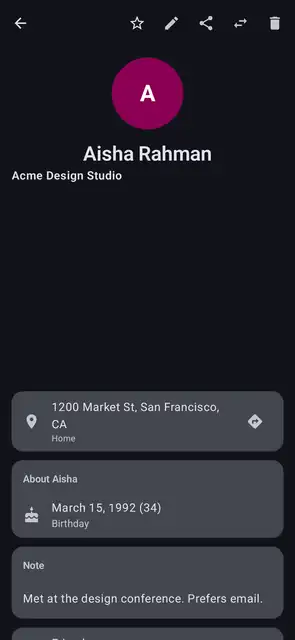 A
Aisha Rahman
Acme Design Studio
1200 Market St, San Francisco,
CA
Home
About Aisha
March 15, 1992 (34)
Birthday
Note
Met at the design conference. Prefers email.